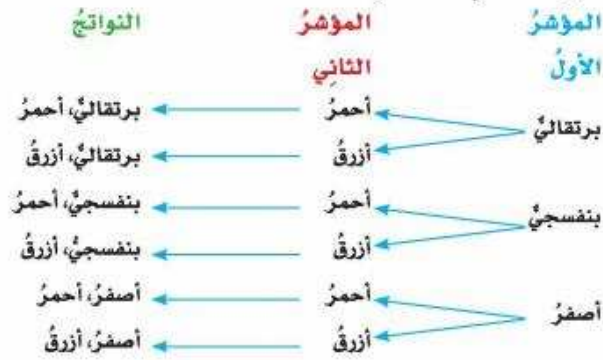 المؤشرُ المؤشرُ النواتجُ
الأولُ الثانِي
برتقاليٌّ
أحمرُ برتقاليٌّ، أحمرُ
أزرقُ برتقاليٌّ، أزرقُ
بنفسجيٌّ
أحمرُ بنفسجيٌّ، أحمرُ
أزرقُ بنفسجيٌّ، أزرقُ
أصفرُ
أحمرُ أصفرُ، أحمرُ
أزرقُ أصفرُ، أزرقُ